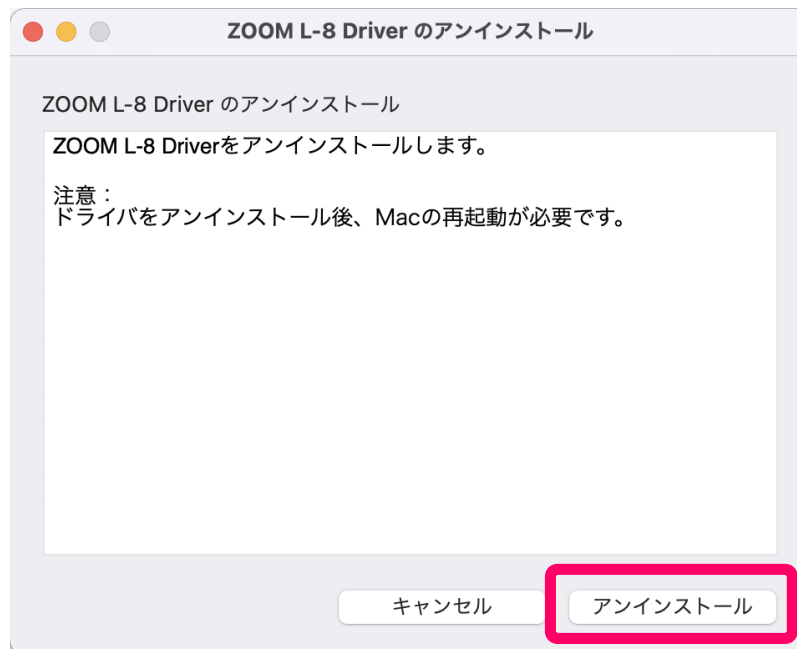 ZOOM L-8 Driver のアンインストール
ZOOM L-8 Driver のアンインストール
ZOOM L-8 Driverをアンインストールします。
注意：
ドライバをアンインストール後、Macの再起動が必要です。
キャンセル
アンインストール